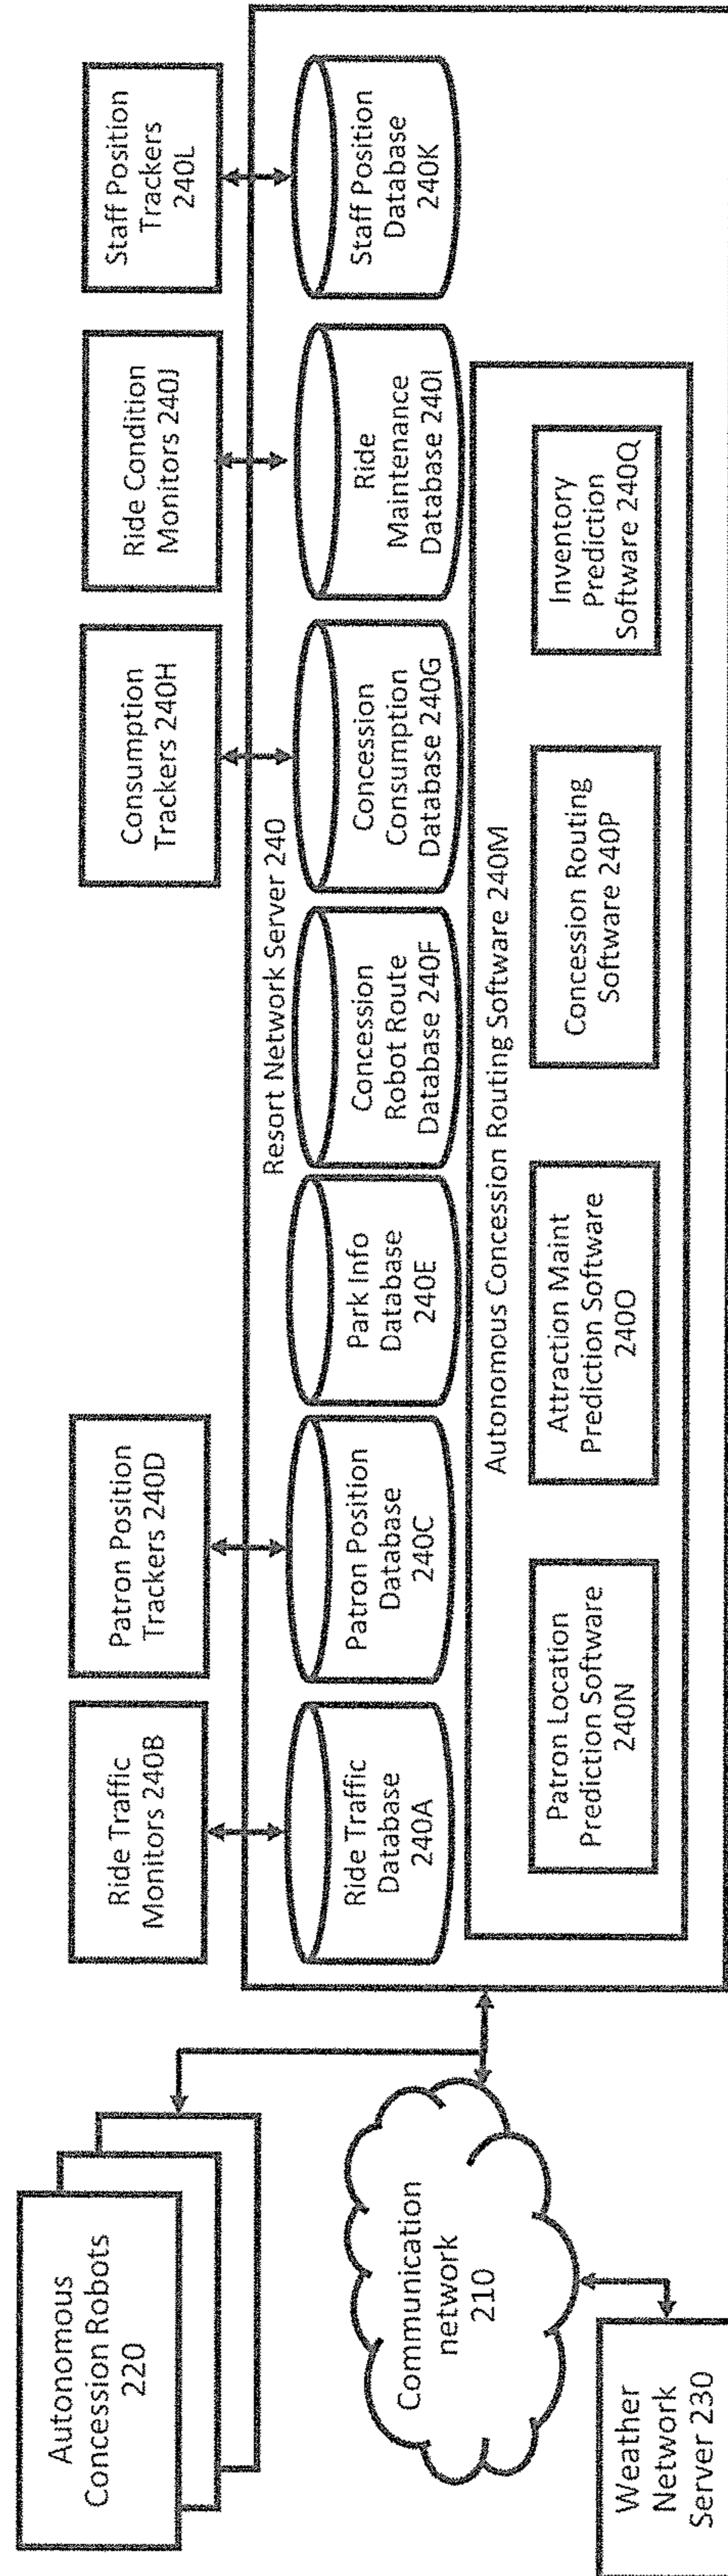 Autonomous
Concession Robots
220
Communication
network
210
Weather
Network
Server 230
Ride Traffic
Monitors 240B
Patron Position
Trackers 240D
Consumption
Trackers 240H
Ride Condition
Monitors 240J
Staff Position
Trackers
240L
Resort Network Server 240
Ride Traffic
Database
240A
Patron Position
Database
240C
Park Info
Database
240E
Concession
Robot Route
Database 240F
Concession
Consumption
Database 240G
Ride
Maintenance
Database 240I
Staff Position
Database
240K
Autonomous Concession Routing Software 240M
Patron Location
Prediction Software
240N
Attraction Maint
Prediction Software
240O
Concession Routing
Software 240P
Inventory
Prediction
Software 240Q